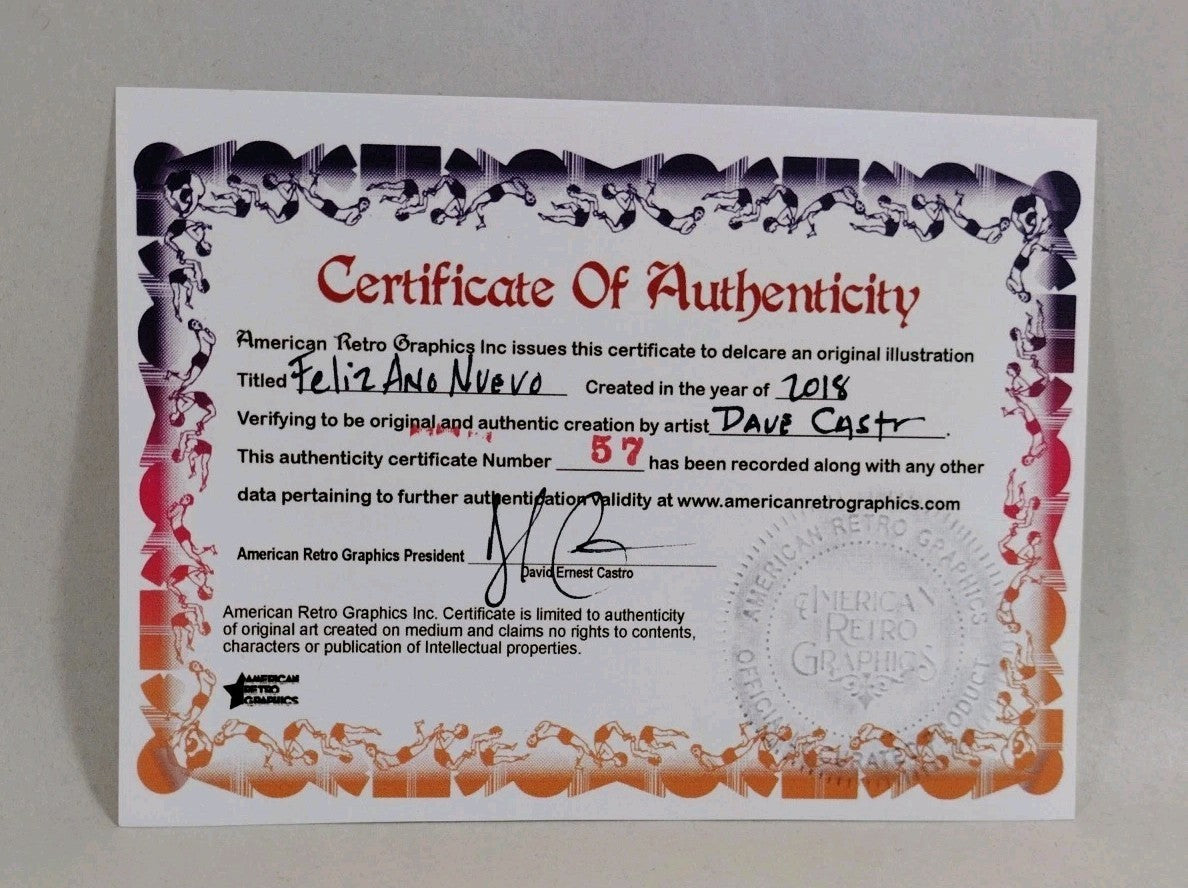 Certificate Of Authenticity
American Retro Graphics Inc issues this certificate to delcare an original illustration
Titled Feliz Ano Nuevo Created in the year of 2018
Verifying to be original and authentic creation by artist Dave Castr .
This authenticity certificate Number 57 has been recorded along with any other
data pertaining to further authentication validity at www.americanretrographics.com
American Retro Graphics President
David Ernest Castro
American Retro Graphics Inc. Certificate is limited to authenticity
of original art created on medium and claims no rights to contents,
characters or publication of Intellectual properties.
AMERICAN
RETRO
GRAPHICS
AMERICAN RETRO GRAPHICS
AMERICAN
RETRO
GRAPHICS
OFFICIAL PRODUCT